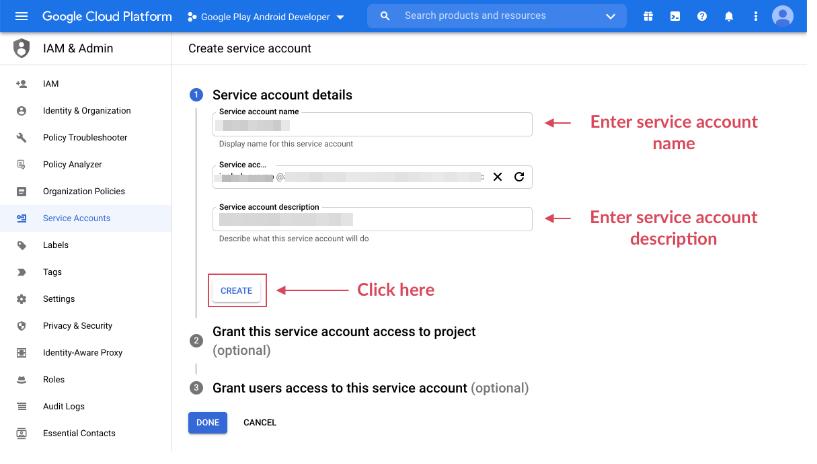 Google Cloud Platform
Google Play Android Developer
Search products and resources
IAM & Admin
Create service account
IAM
Identity & Organization
Policy Troubleshooter
Policy Analyzer
Organization Policies
Service Accounts
Labels
Tags
Settings
Privacy & Security
Identity-Aware Proxy
Roles
Audit Logs
Essential Contacts
1 Service account details
Service account name
Display name for this service account
Enter service account
name
Service acc...
@
Service account description
Describe what this service account will do
Enter service account
description
CREATE
Click here
2 Grant this service account access to project
(optional)
3 Grant users access to this service account (optional)
DONE
CANCEL